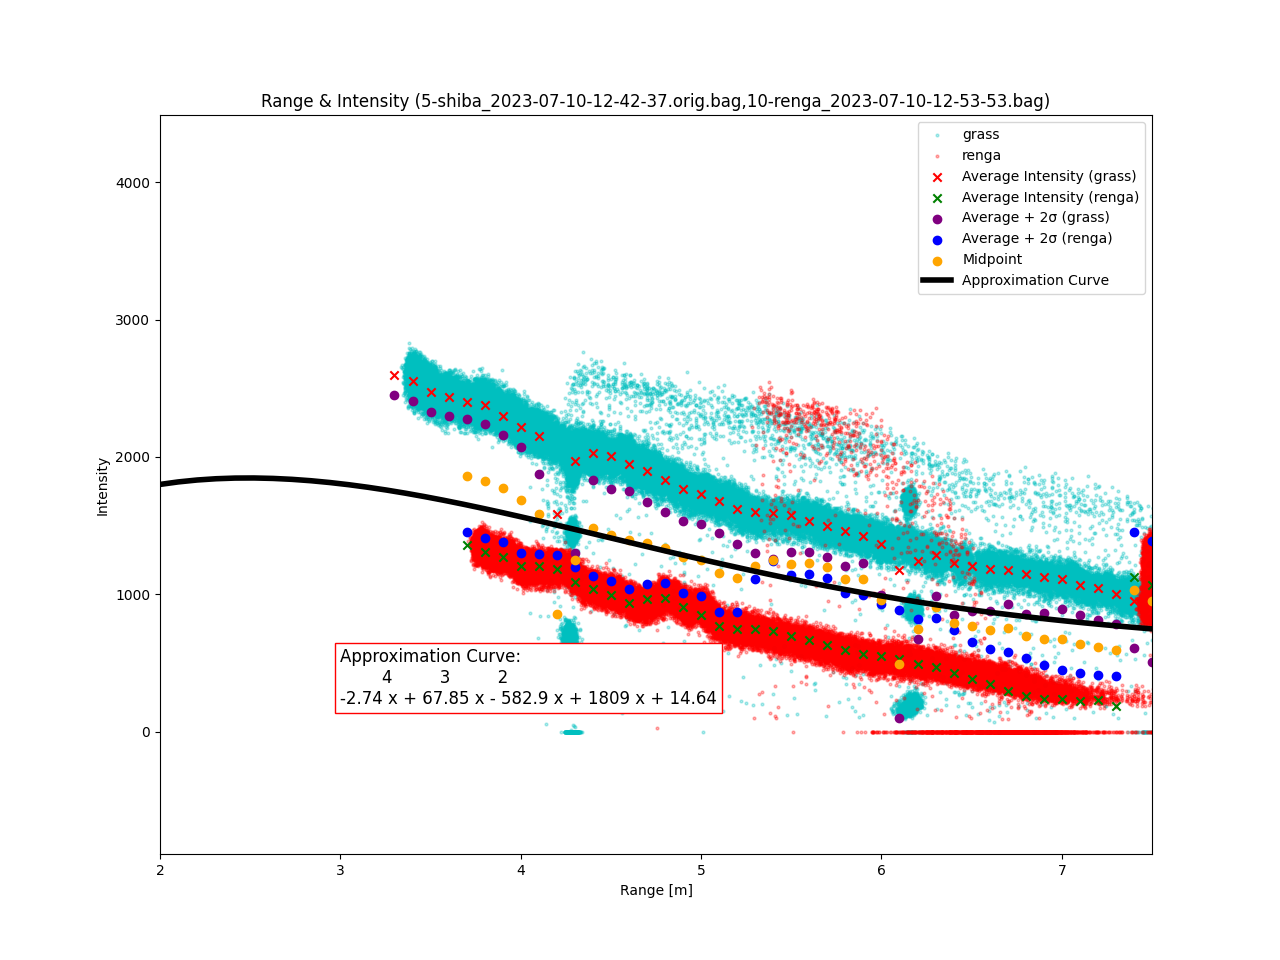 Range & Intensity (5-shiba_2023-07-10-12-42-37.orig.bag,10-renga_2023-07-10-12-53-53.bag)
grass
renga
Average Intensity (grass)
Average Intensity (renga)
Average + 2σ (grass)
Average + 2σ (renga)
Midpoint
Approximation Curve
4000
3000
2000
1000
0
Intensity
Approximation Curve:
4 3 2
-2.74 x + 67.85 x - 582.9 x + 1809 x + 14.64
2 3 4 5 6 7
Range [m]